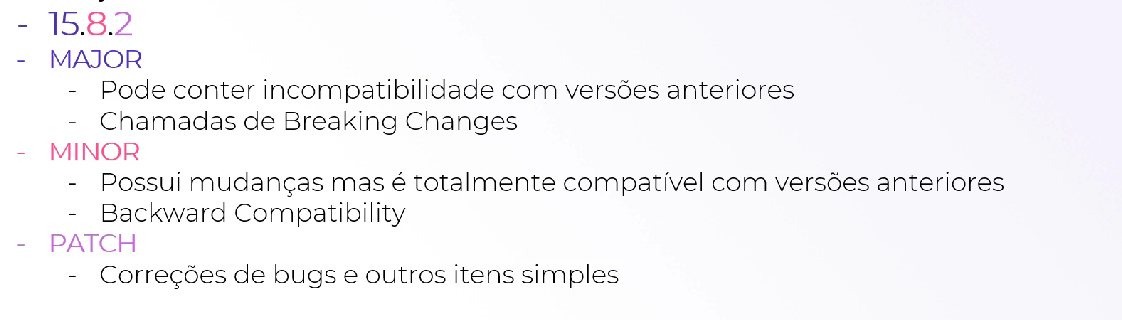 - 15.8.2
- MAJOR
- Pode conter incompatibilidade com versões anteriores
- Chamadas de Breaking Changes
- MINOR
- Possui mudanças mas é totalmente compatível com versões anteriores
- Backward Compatibility
- PATCH
- Correções de bugs e outros itens simples